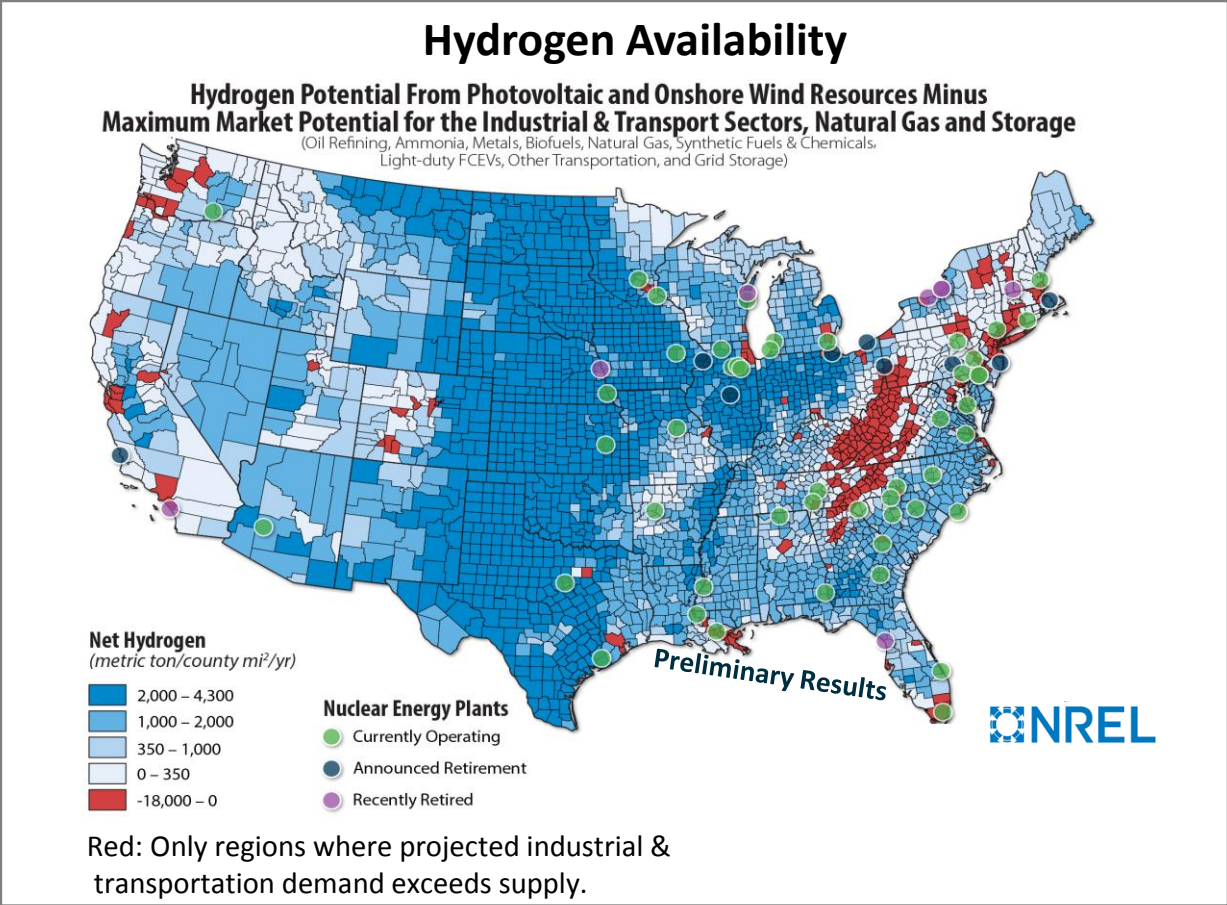 Hydrogen Availability
Hydrogen Potential From Photovoltaic and Onshore Wind Resources Minus
Maximum Market Potential for the Industrial & Transport Sectors, Natural Gas and Storage
(Oil Refining, Ammonia, Metals, Biofuels, Natural Gas, Synthetic Fuels & Chemicals,
Light-duty FCEVs, Other Transportation, and Grid Storage)
Preliminary Results
Net Hydrogen
(metric ton/county mi²/yr)
2,000 – 4,300
1,000 – 2,000
350 – 1,000
0 – 350
-18,000 – 0
Nuclear Energy Plants
Currently Operating
Announced Retirement
Recently Retired
NREL
Red: Only regions where projected industrial &
transportation demand exceeds supply.